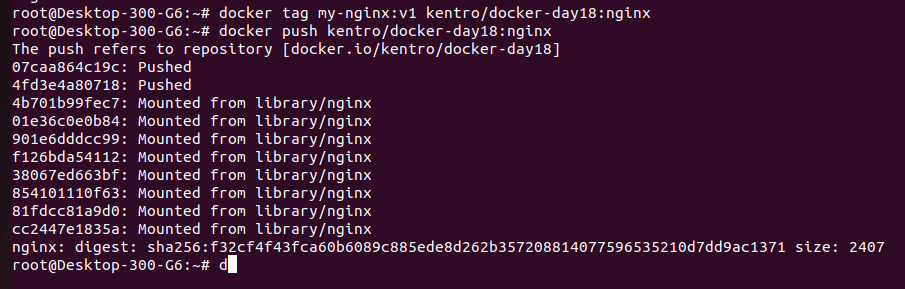 root@Desktop-300-G6:~# docker tag my-nginx:v1 kentro/docker-day18:nginx
root@Desktop-300-G6:~# docker push kentro/docker-day18:nginx
The push refers to repository [docker.io/kentro/docker-day18]
07caa864c19c: Pushed
4fd3e4a80718: Pushed
4b701b99fec7: Mounted from library/nginx
01e36c0e0b84: Mounted from library/nginx
901e6dddcc99: Mounted from library/nginx
f126bda54112: Mounted from library/nginx
38067ed663bf: Mounted from library/nginx
854101110f63: Mounted from library/nginx
81fdcc81a9d0: Mounted from library/nginx
cc2447e1835a: Mounted from library/nginx
nginx: digest: sha256:f32cf4f43fca60b6089c885ede8d262b357208814077596535210d7dd9ac1371 size: 2407
root@Desktop-300-G6:~# d